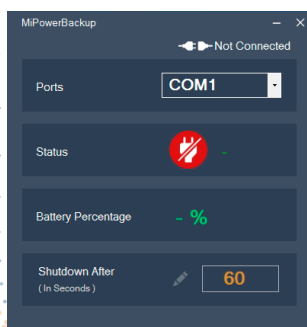 MiPowerBackup
Not Connected
Ports
COM1
Status
-
Battery Percentage
- %
Shutdown After
60
( In Seconds )